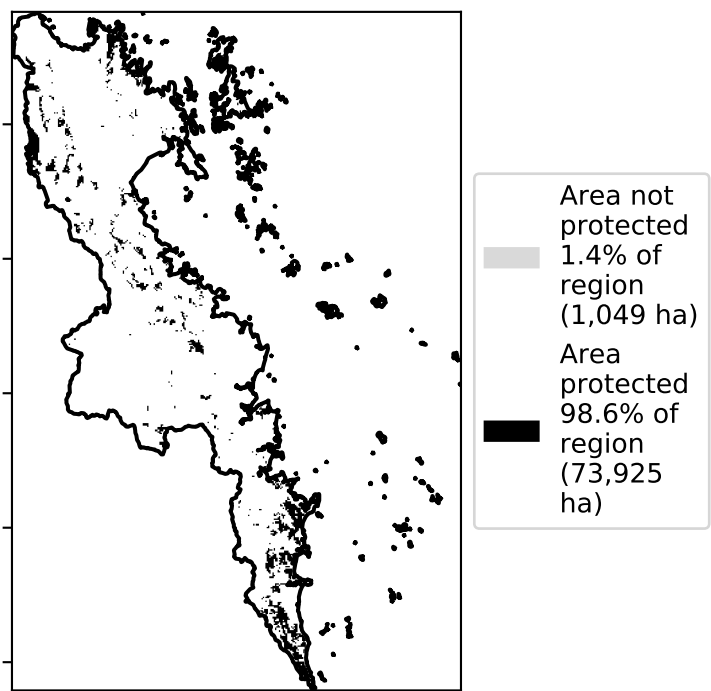 Area not
protected
1.4% of
region
(1,049 ha)
Area
protected
98.6% of
region
(73,925
ha)